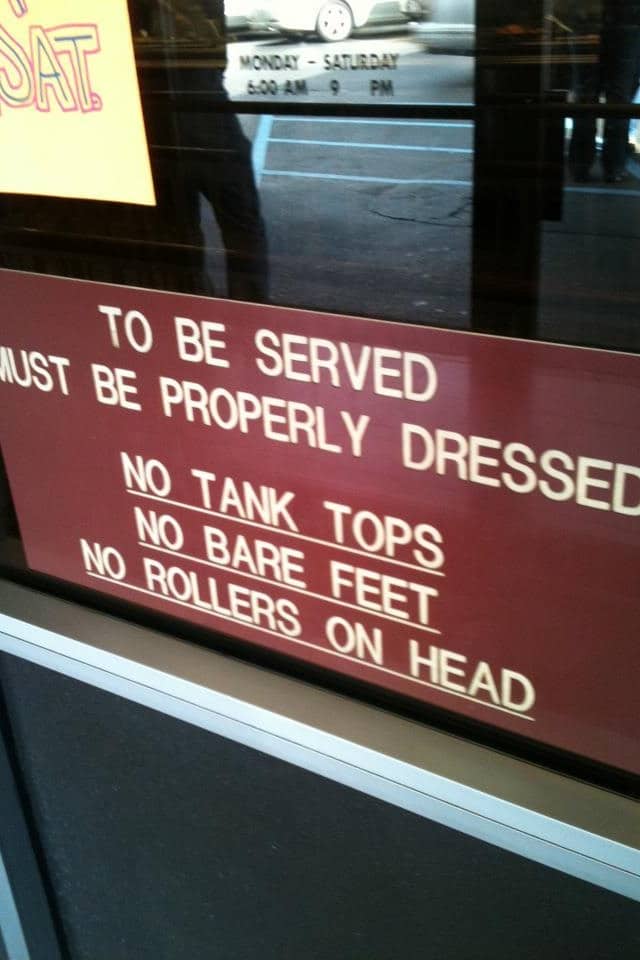 SAT.
MONDAY - SATURDAY
6:00 AM 9 PM
TO BE SERVED
MUST BE PROPERLY DRESSED
NO TANK TOPS
NO BARE FEET
NO ROLLERS ON HEAD